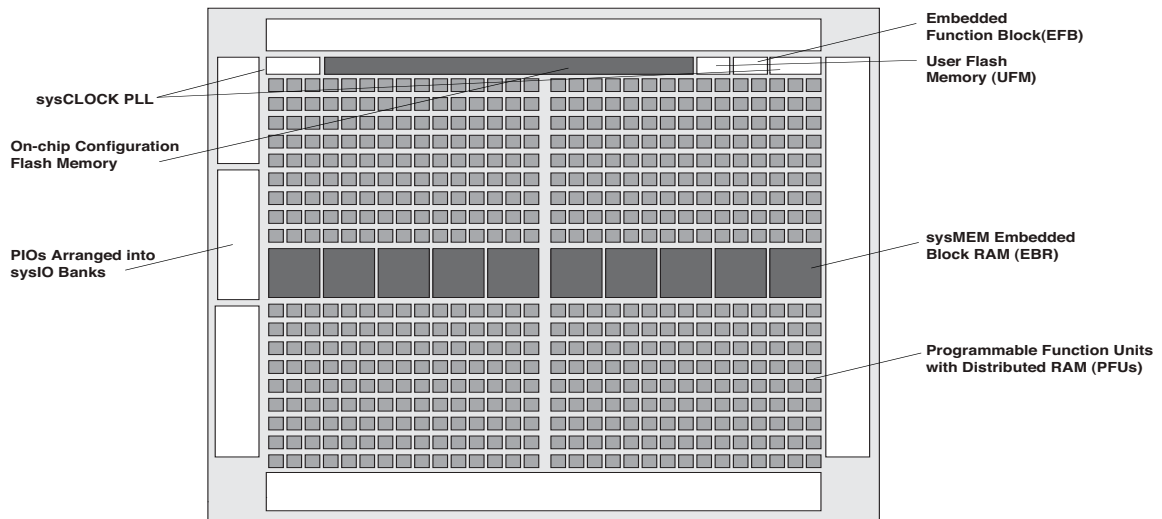 Embedded
Function Block(EFB)
User Flash
Memory (UFM)
sysCLOCK PLL
On-chip Configuration
Flash Memory
PIOs Arranged into
sysIO Banks
sysMEM Embedded
Block RAM (EBR)
Programmable Function Units
with Distributed RAM (PFUs)